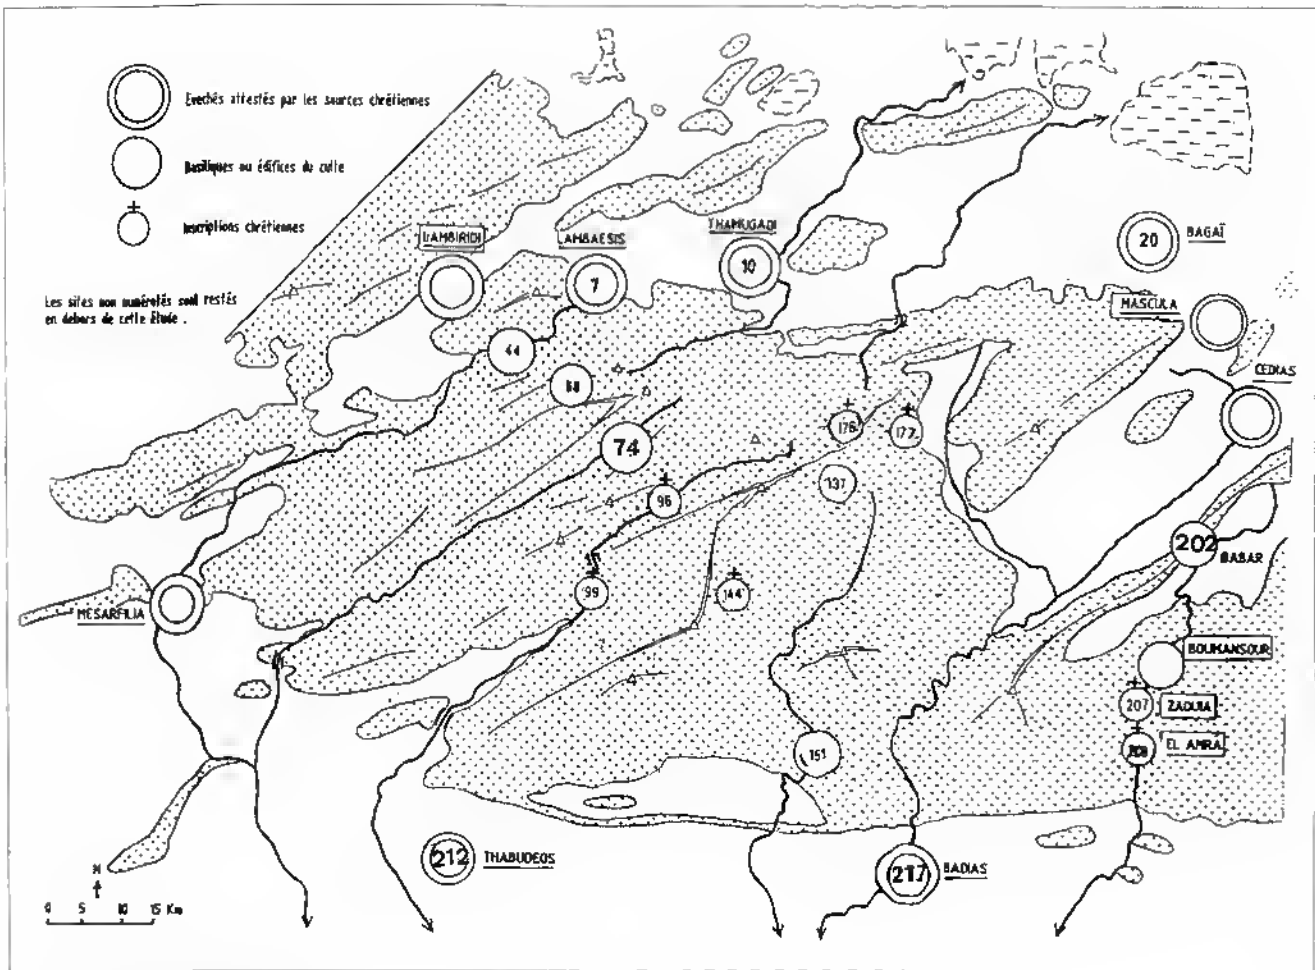 Evechés attestés par les sources chrétiennes
Basiliques ou édifices du culte
Inscriptions chrétiennes
Les sites non numérotés sont restés
en dehors de cette étude.
LAMBIRIDI
LAMBAESIS
THAMUGADI
7
10
20
BAGAÏ
MASCULA
CEDIAS
44
74
176
177
96
137
202
BABAR
99
144
MESARFILIA
BOUMANSOUR
207
ZAOUIA
EL AMRA
151
212
THABUDEOS
217
BADIAS
N
0 5 10 15 Km